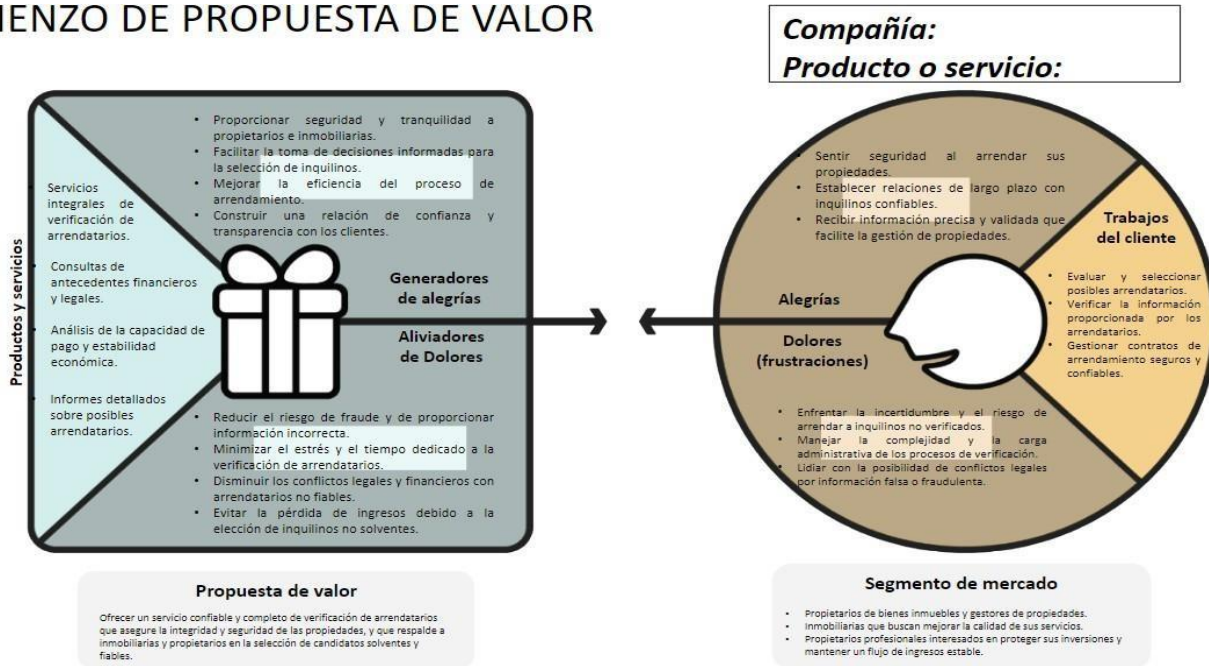 IENZO DE PROPUESTA DE VALOR
Compañía:
Producto o servicio:
Productos y servicios
• Servicios
integrales de
verificación de
arrendatarios.
• Consultas de
antecedentes financieros
y legales.
• Análisis de la capacidad de
pago y estabilidad
económica.
• Informes detallados
sobre posibles
arrendatarios.
• Proporcionar seguridad y tranquilidad a
propietarios e inmobiliarias.
• Facilitar la toma de decisiones informadas para
la selección de inquilinos.
• Mejorar la eficiencia del proceso de
arrendamiento.
• Construir una relación de confianza y
transparencia con los clientes.
Generadores
de alegrías
Aliviadores
de Dolores
• Reducir el riesgo de fraude y de proporcionar
información incorrecta.
• Minimizar el estrés y el tiempo dedicado a la
verificación de arrendatarios.
• Disminuir los conflictos legales y financieros con
arrendatarios no fiables.
• Evitar la pérdida de ingresos debido a la
elección de inquilinos no solventes.
• Sentir seguridad al arrendar sus
propiedades.
• Establecer relaciones de largo plazo con
inquilinos confiables.
• Recibir información precisa y validada que
facilite la gestión de propiedades.
Alegrías
Dolores
(frustraciones)
• Enfrentar la incertidumbre y el riesgo de
arrendar a inquilinos no verificados.
• Manejar la complejidad y la carga
administrativa de los procesos de verificación.
• Lidiar con la posibilidad de conflictos legales
por información falsa o fraudulenta.
Trabajos
del cliente
• Evaluar y seleccionar
posibles arrendatarios.
• Verificar la información
proporcionada por los
arrendatarios.
• Gestionar contratos de
arrendamiento seguros y
confiables.
Propuesta de valor
Ofrecer un servicio confiable y completo de verificación de arrendatarios
que asegure la integridad y seguridad de las propiedades, y que respalde a
inmobiliarias y propietarios en la selección de candidatos solventes y
fiables.
Segmento de mercado
• Propietarios de bienes inmuebles y gestores de propiedades.
• Inmobiliarias que buscan mejorar la calidad de sus servicios.
• Propietarios profesionales interesados en proteger sus inversiones y
mantener un flujo de ingresos estable.